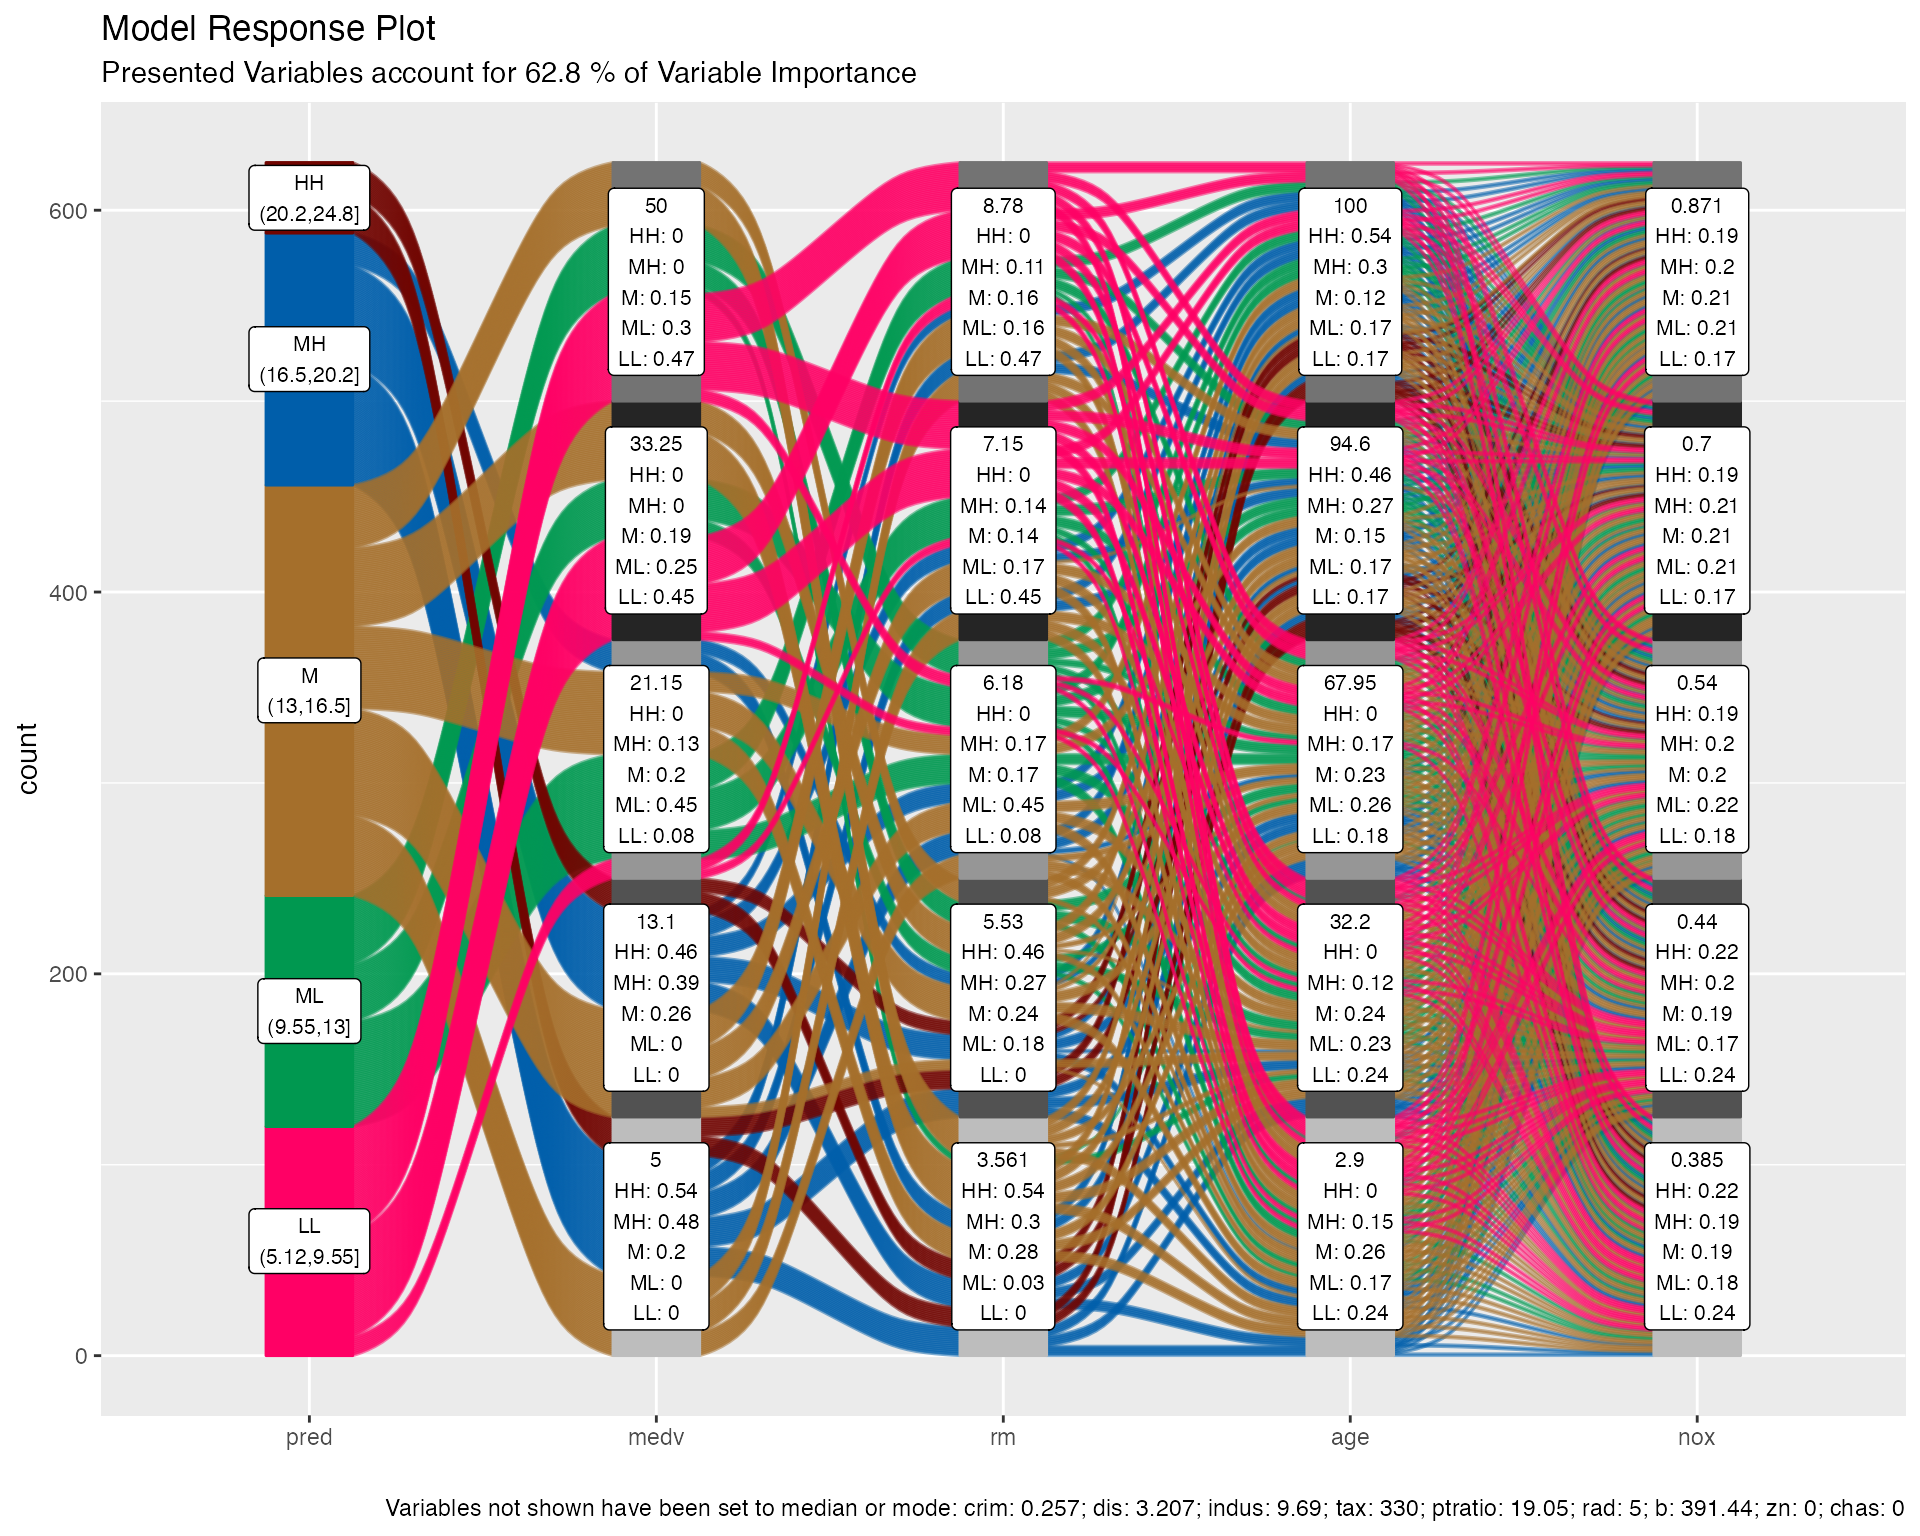 Model Response Plot
Presented Variables account for 62.8 % of Variable Importance
count
600
400
200
0
HH
(20.2,24.8]
MH
(16.5,20.2]
M
(13,16.5]
ML
(9.55,13]
LL
(5.12,9.55]
50
HH: 0
MH: 0
M: 0.15
ML: 0.3
LL: 0.47
33.25
HH: 0
MH: 0
M: 0.19
ML: 0.25
LL: 0.45
21.15
HH: 0
MH: 0.13
M: 0.2
ML: 0.45
LL: 0.08
13.1
HH: 0.46
MH: 0.39
M: 0.26
ML: 0
LL: 0
5
HH: 0.54
MH: 0.48
M: 0.2
ML: 0
LL: 0
8.78
HH: 0
MH: 0.11
M: 0.16
ML: 0.16
LL: 0.47
7.15
HH: 0
MH: 0.14
M: 0.14
ML: 0.17
LL: 0.45
6.18
HH: 0
MH: 0.17
M: 0.17
ML: 0.45
LL: 0.08
5.53
HH: 0.46
MH: 0.27
M: 0.24
ML: 0.18
LL: 0
3.561
HH: 0.54
MH: 0.3
M: 0.28
ML: 0.03
LL: 0
100
HH: 0.54
MH: 0.3
M: 0.12
ML: 0.17
LL: 0.17
94.6
HH: 0.46
MH: 0.27
M: 0.15
ML: 0.17
LL: 0.17
67.95
HH: 0
MH: 0.17
M: 0.23
ML: 0.26
LL: 0.18
32.2
HH: 0
MH: 0.12
M: 0.24
ML: 0.23
LL: 0.24
2.9
HH: 0
MH: 0.15
M: 0.26
ML: 0.17
LL: 0.24
0.871
HH: 0.19
MH: 0.2
M: 0.21
ML: 0.21
LL: 0.17
0.7
HH: 0.19
MH: 0.21
M: 0.21
ML: 0.21
LL: 0.17
0.54
HH: 0.19
MH: 0.2
M: 0.2
ML: 0.22
LL: 0.18
0.44
HH: 0.22
MH: 0.2
M: 0.19
ML: 0.17
LL: 0.24
0.385
HH: 0.22
MH: 0.19
M: 0.19
ML: 0.18
LL: 0.24
pred
medv
rm
age
nox
Variables not shown have been set to median or mode: crim: 0.257; dis: 3.207; indus: 9.69; tax: 330; ptratio: 19.05; rad: 5; b: 391.44; zn: 0; chas: 0